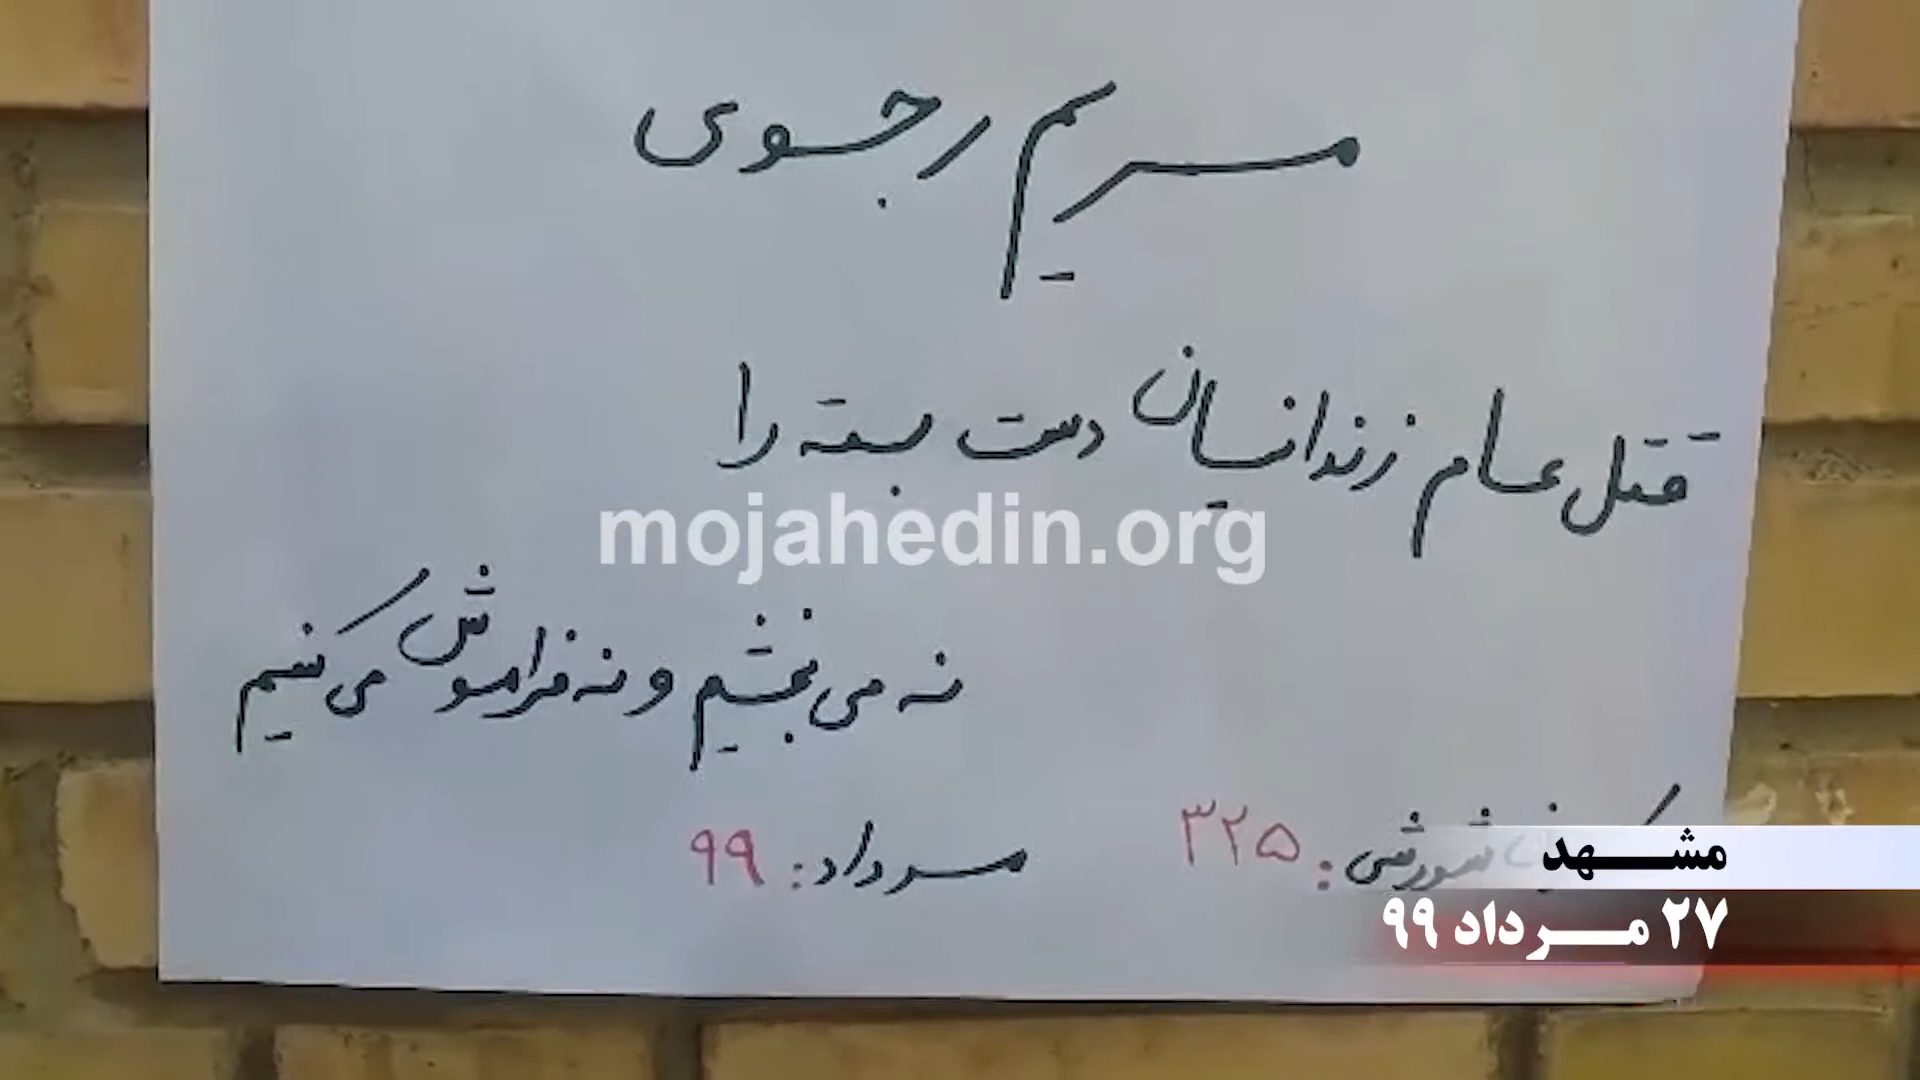 مریم رجوی
قتل عام زندانیان دست بسته را
mojahedin.org
نه می بخشیم و نه فراموش می کنیم
شورشی: ۳۲۵
مرداد: ۹۹
مشهد
۲۷ مرداد ۹۹